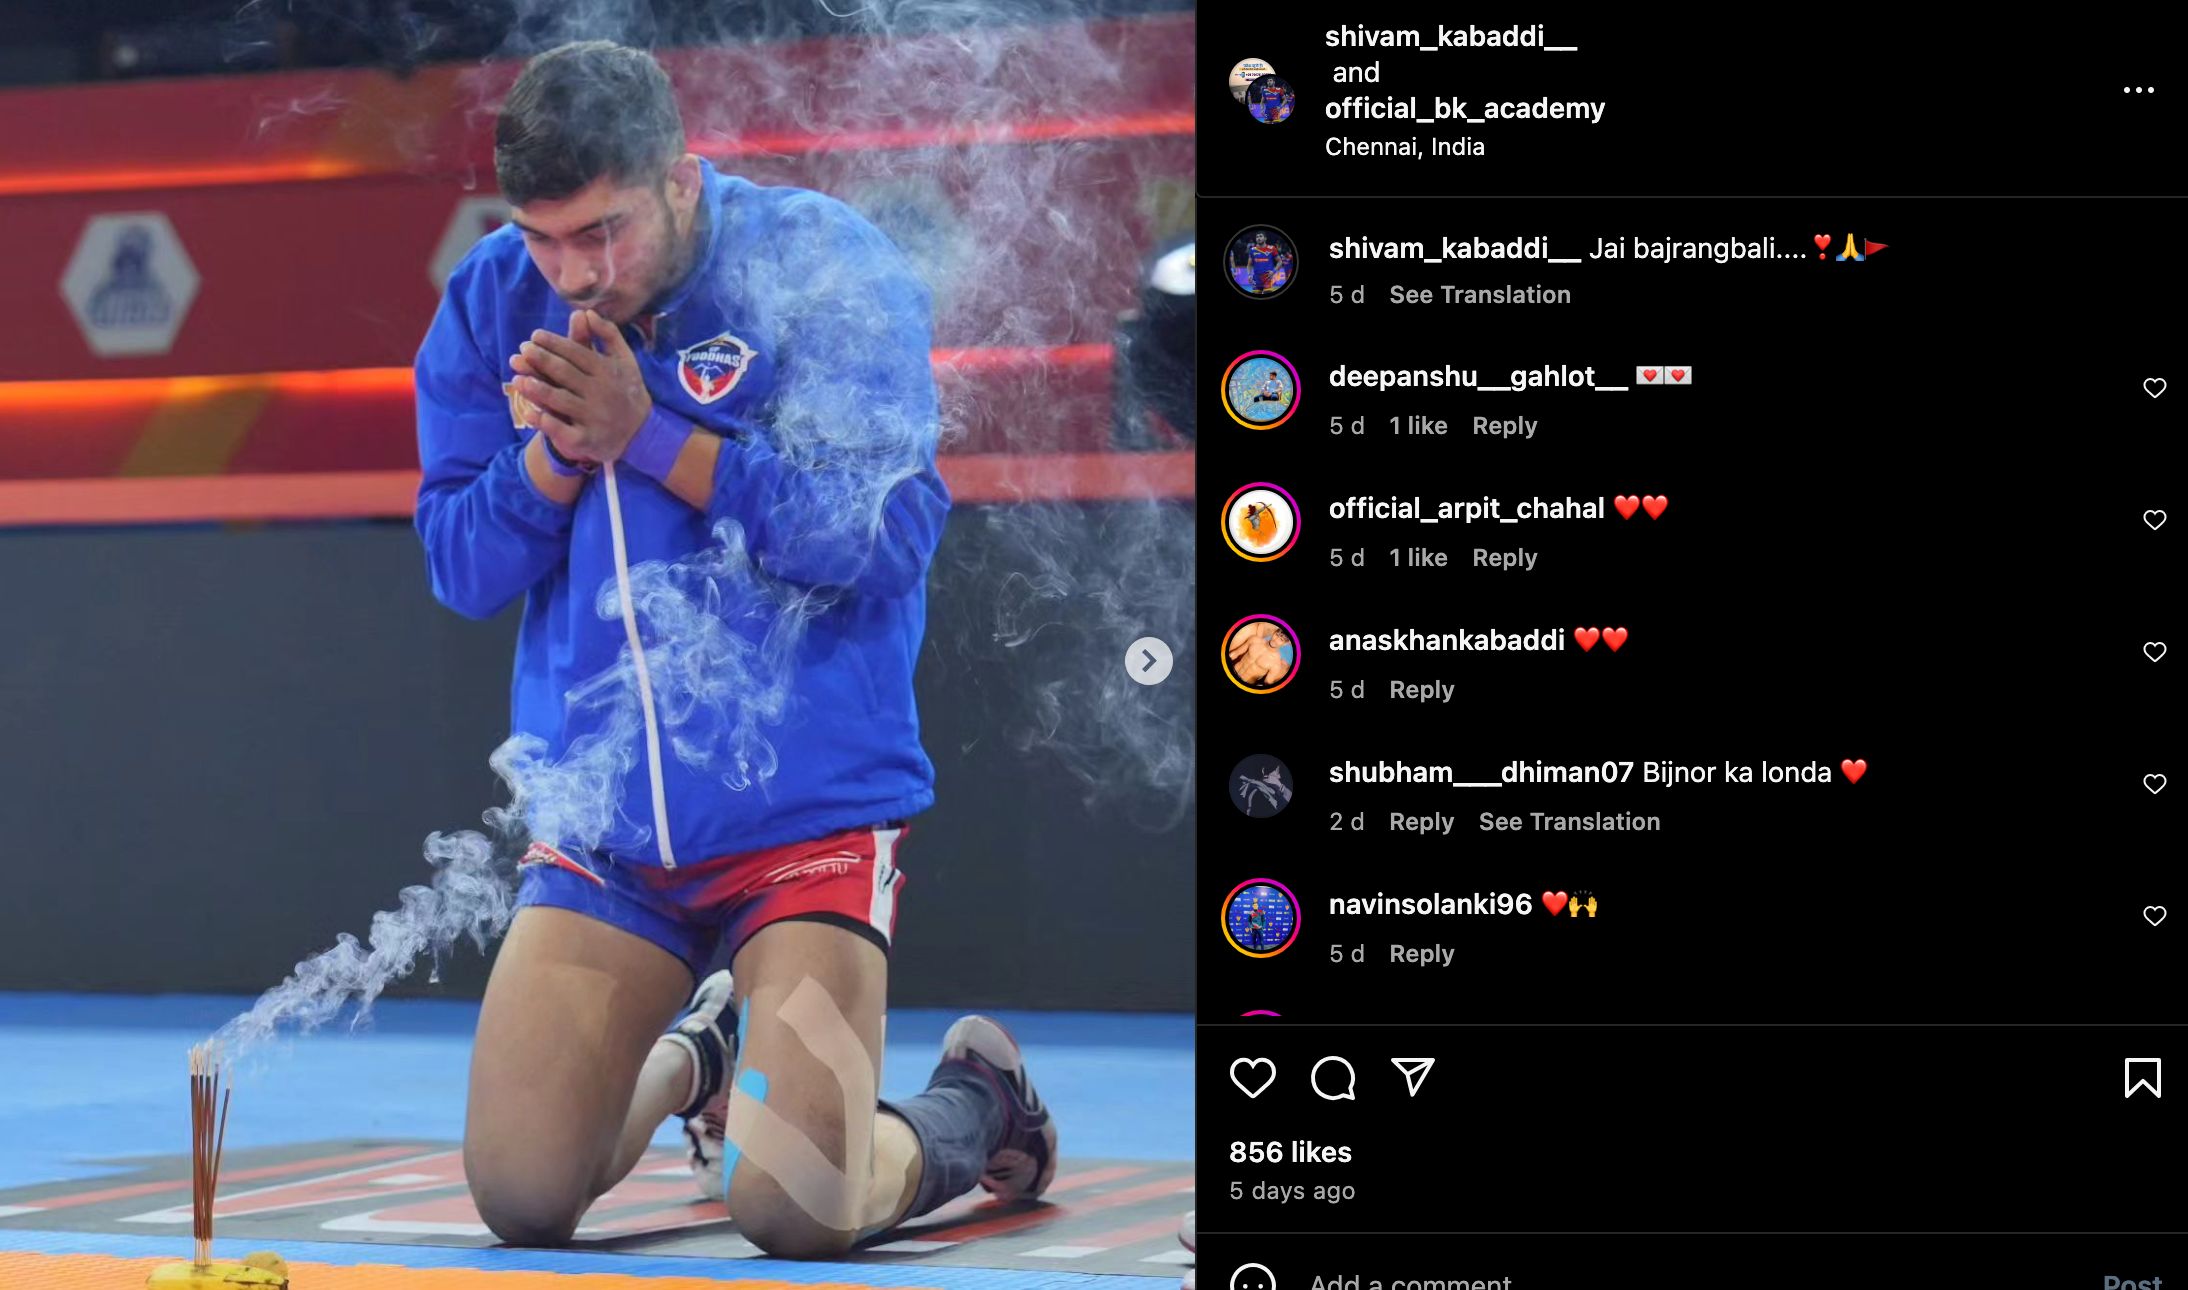 YODDHAS
shivam_kabaddi__
and
official_bk_academy
Chennai, India
shivam_kabaddi__ Jai bajrangbali....❣️🙏🚩
5 d See Translation
deepanshu__gahlot__ 💌💌
5 d 1 like Reply
official_arpit_chahal ❤️❤️
5 d 1 like Reply
anaskhankabaddi ❤️❤️
5 d Reply
shubham___dhiman07 Bijnor ka londa ❤️
2 d Reply See Translation
navinsolanki96 ❤️🙌
5 d Reply
856 likes
5 days ago
Add a comment...
Post